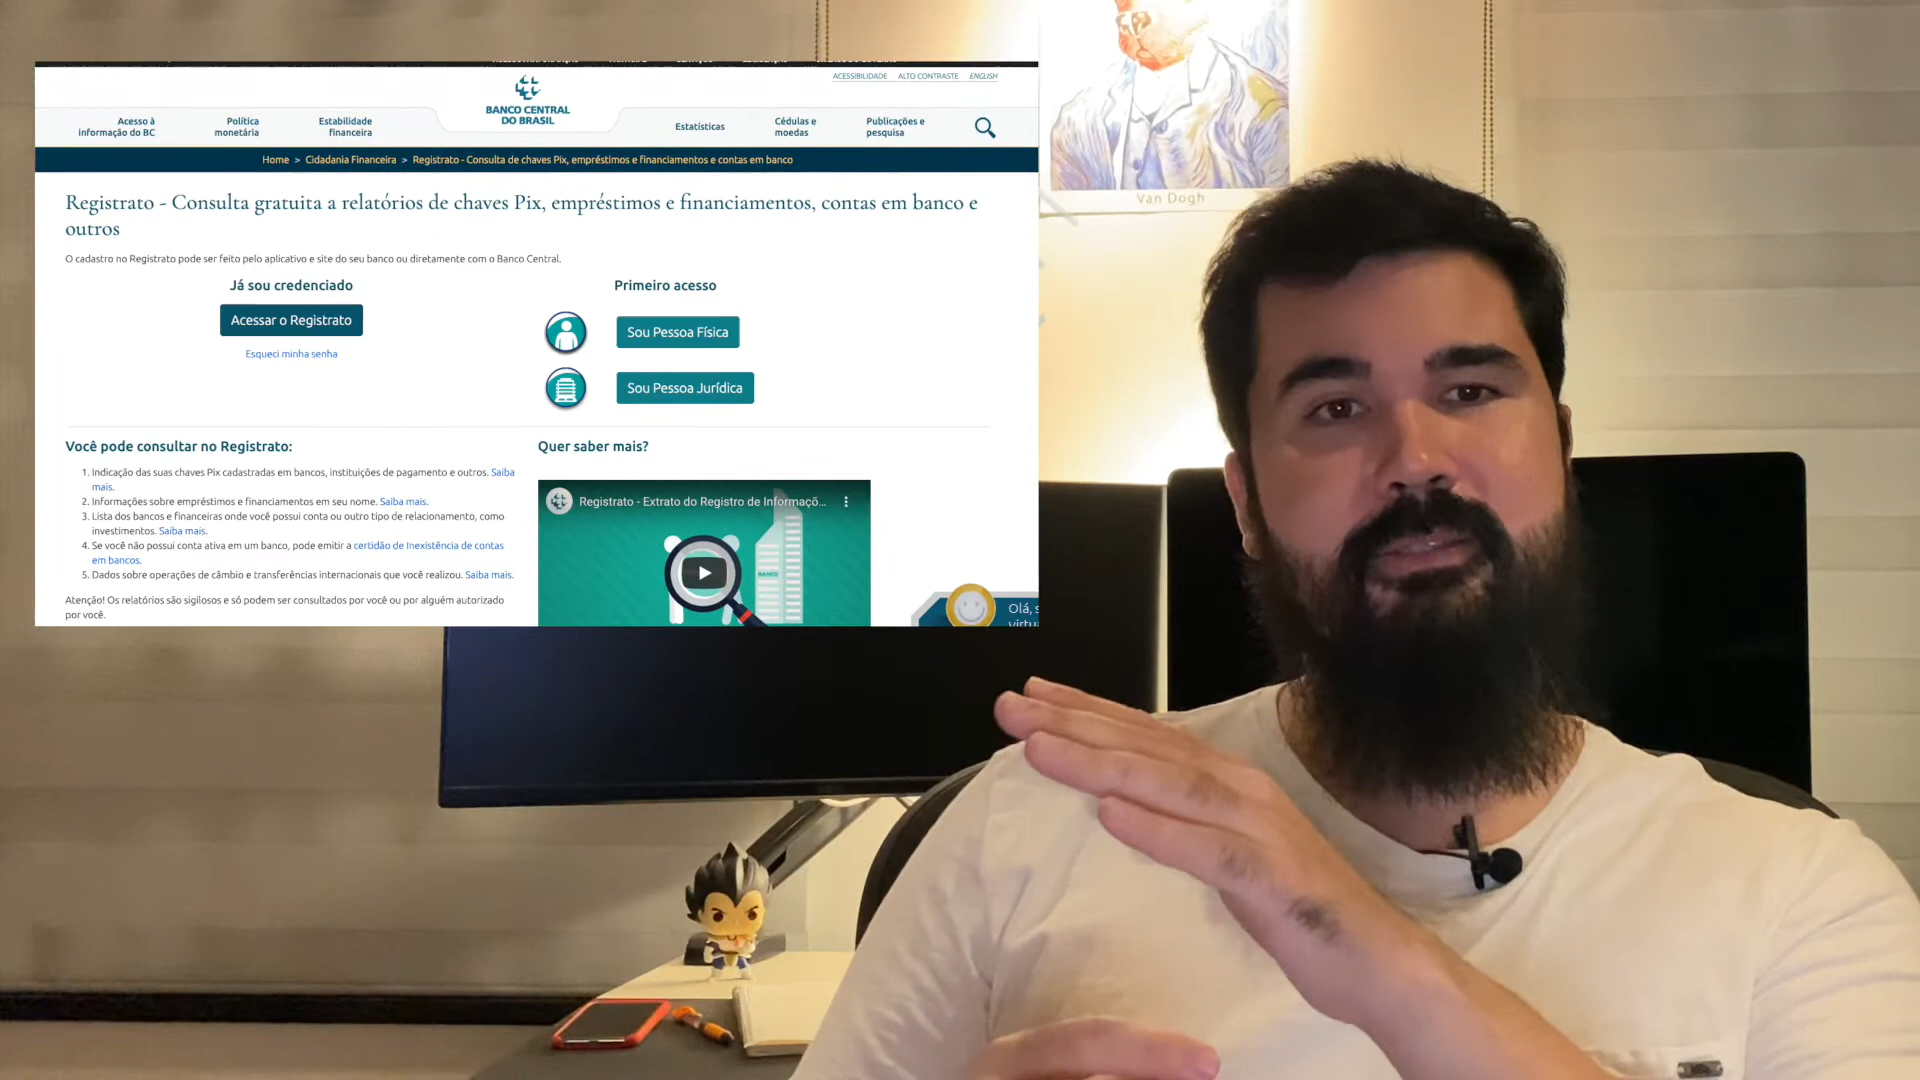 ACESSIBILIDADE ALTO CONTRASTE ENGLISH
BANCO CENTRAL
DO BRASIL
Acesso à
informação do BC
Política
monetária
Estabilidade
financeira
Estatísticas
Cédulas e
moedas
Publicações e
pesquisa
Home > Cidadania Financeira > Registrato - Consulta de chaves Pix, empréstimos e financiamentos e contas em banco
Registrato - Consulta gratuita a relatórios de chaves Pix, empréstimos e financiamentos, contas em banco e
outros
O cadastro no Registrato pode ser feito pelo aplicativo e site do seu banco ou diretamente com o Banco Central.
Já sou credenciado
Acessar o Registrato
Esqueci minha senha
Primeiro acesso
Sou Pessoa Física
Sou Pessoa Jurídica
Você pode consultar no Registrato:
1. Indicação das suas chaves Pix cadastradas em bancos, instituições de pagamento e outros. Saiba
mais.
2. Informações sobre empréstimos e financiamentos em seu nome. Saiba mais.
3. Lista dos bancos e financeiras onde você possui conta ou outro tipo de relacionamento, como
investimentos. Saiba mais.
4. Se você não possui conta ativa em um banco, pode emitir a certidão de Inexistência de contas
em bancos.
5. Dados sobre operações de câmbio e transferências internacionais que você realizou. Saiba mais.
Atenção! Os relatórios são sigilosos e só podem ser consultados por você ou por alguém autorizado
por você.
Quer saber mais?
Registrato - Extrato do Registro de Informaçõ...
BANCO
Olá, s
virtu
Van Dogh